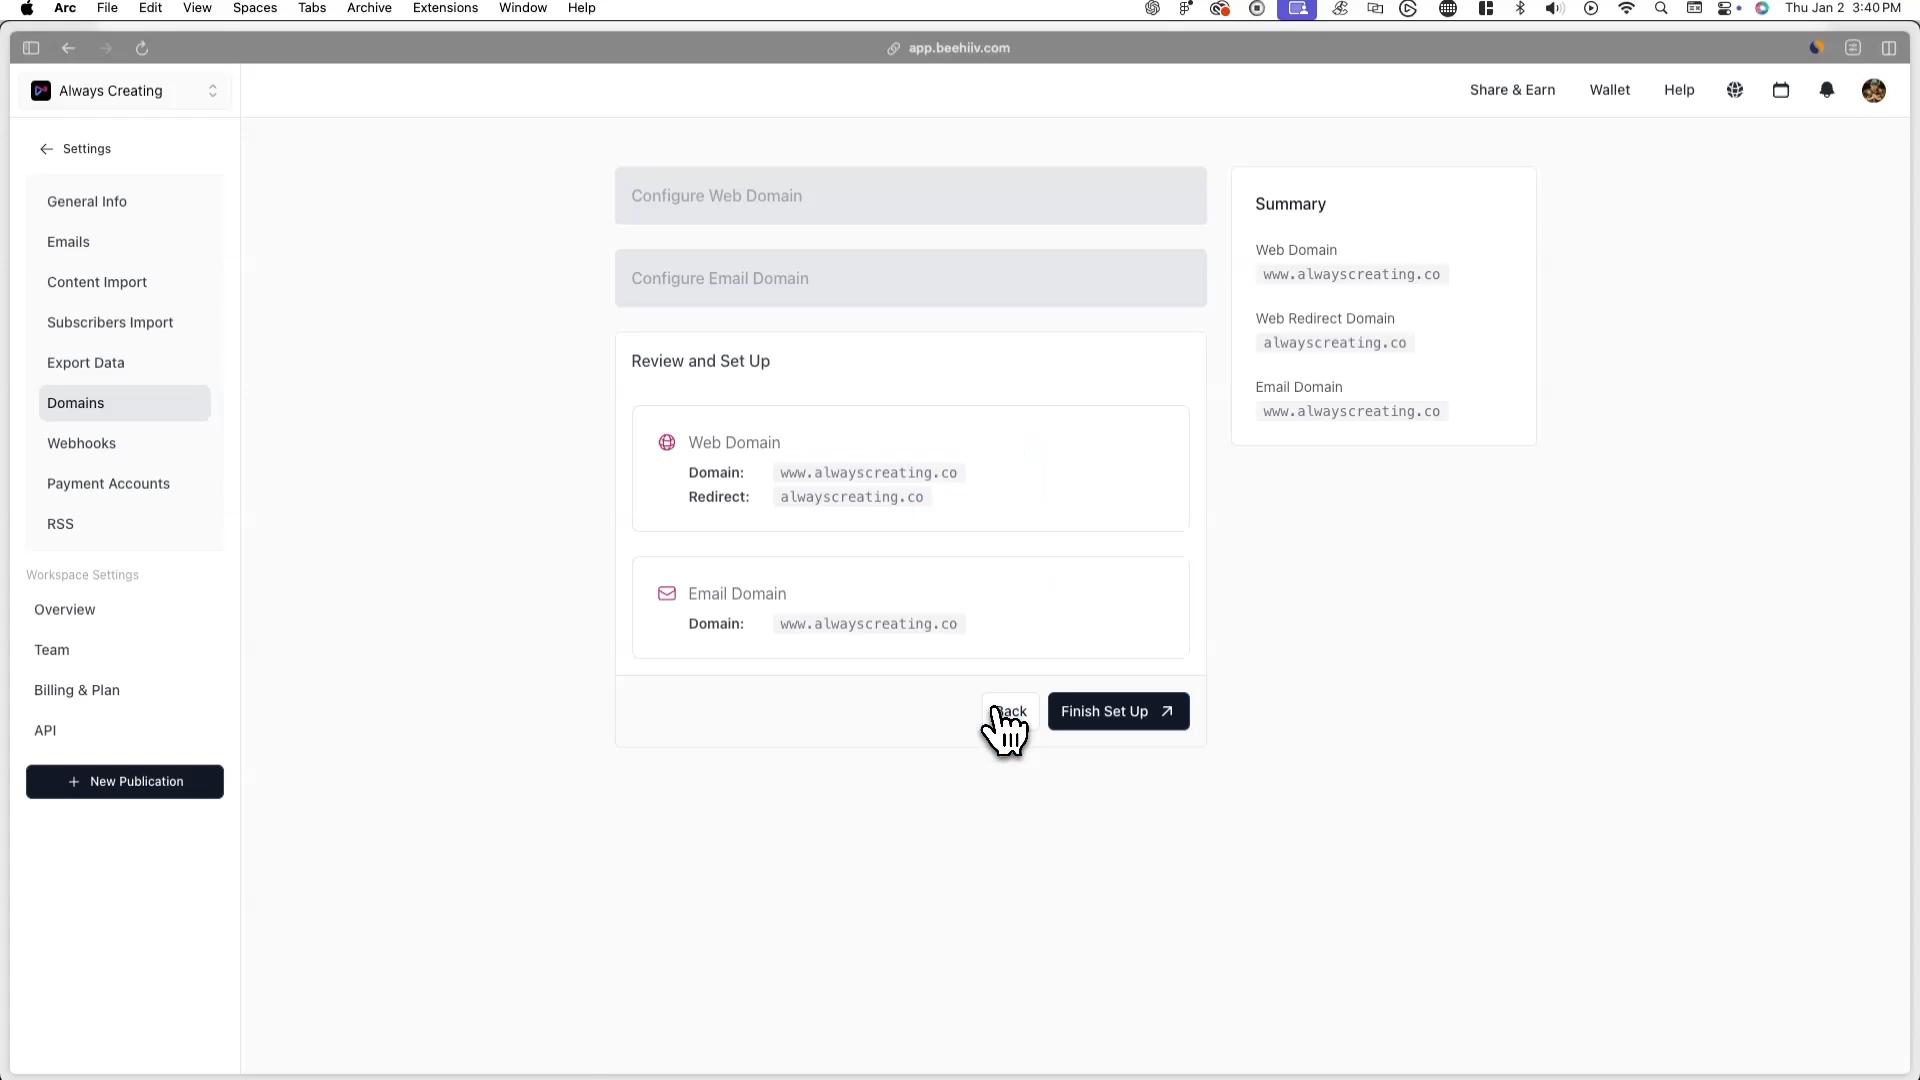 Arc File Edit View Spaces Tabs Archive Extensions Window Help Thu Jan 2 3:40 PM
app.beehiiv.com
Always Creating
Share & Earn Wallet Help
Settings
General Info
Emails
Content Import
Subscribers Import
Export Data
Domains
Webhooks
Payment Accounts
RSS
Workspace Settings
Overview
Team
Billing & Plan
API
+ New Publication
Configure Web Domain
Configure Email Domain
Review and Set Up
Web Domain
Domain: www.alwayscreating.co
Redirect: alwayscreating.co
Email Domain
Domain: www.alwayscreating.co
Back Finish Set Up
Summary
Web Domain
www.alwayscreating.co
Web Redirect Domain
alwayscreating.co
Email Domain
www.alwayscreating.co